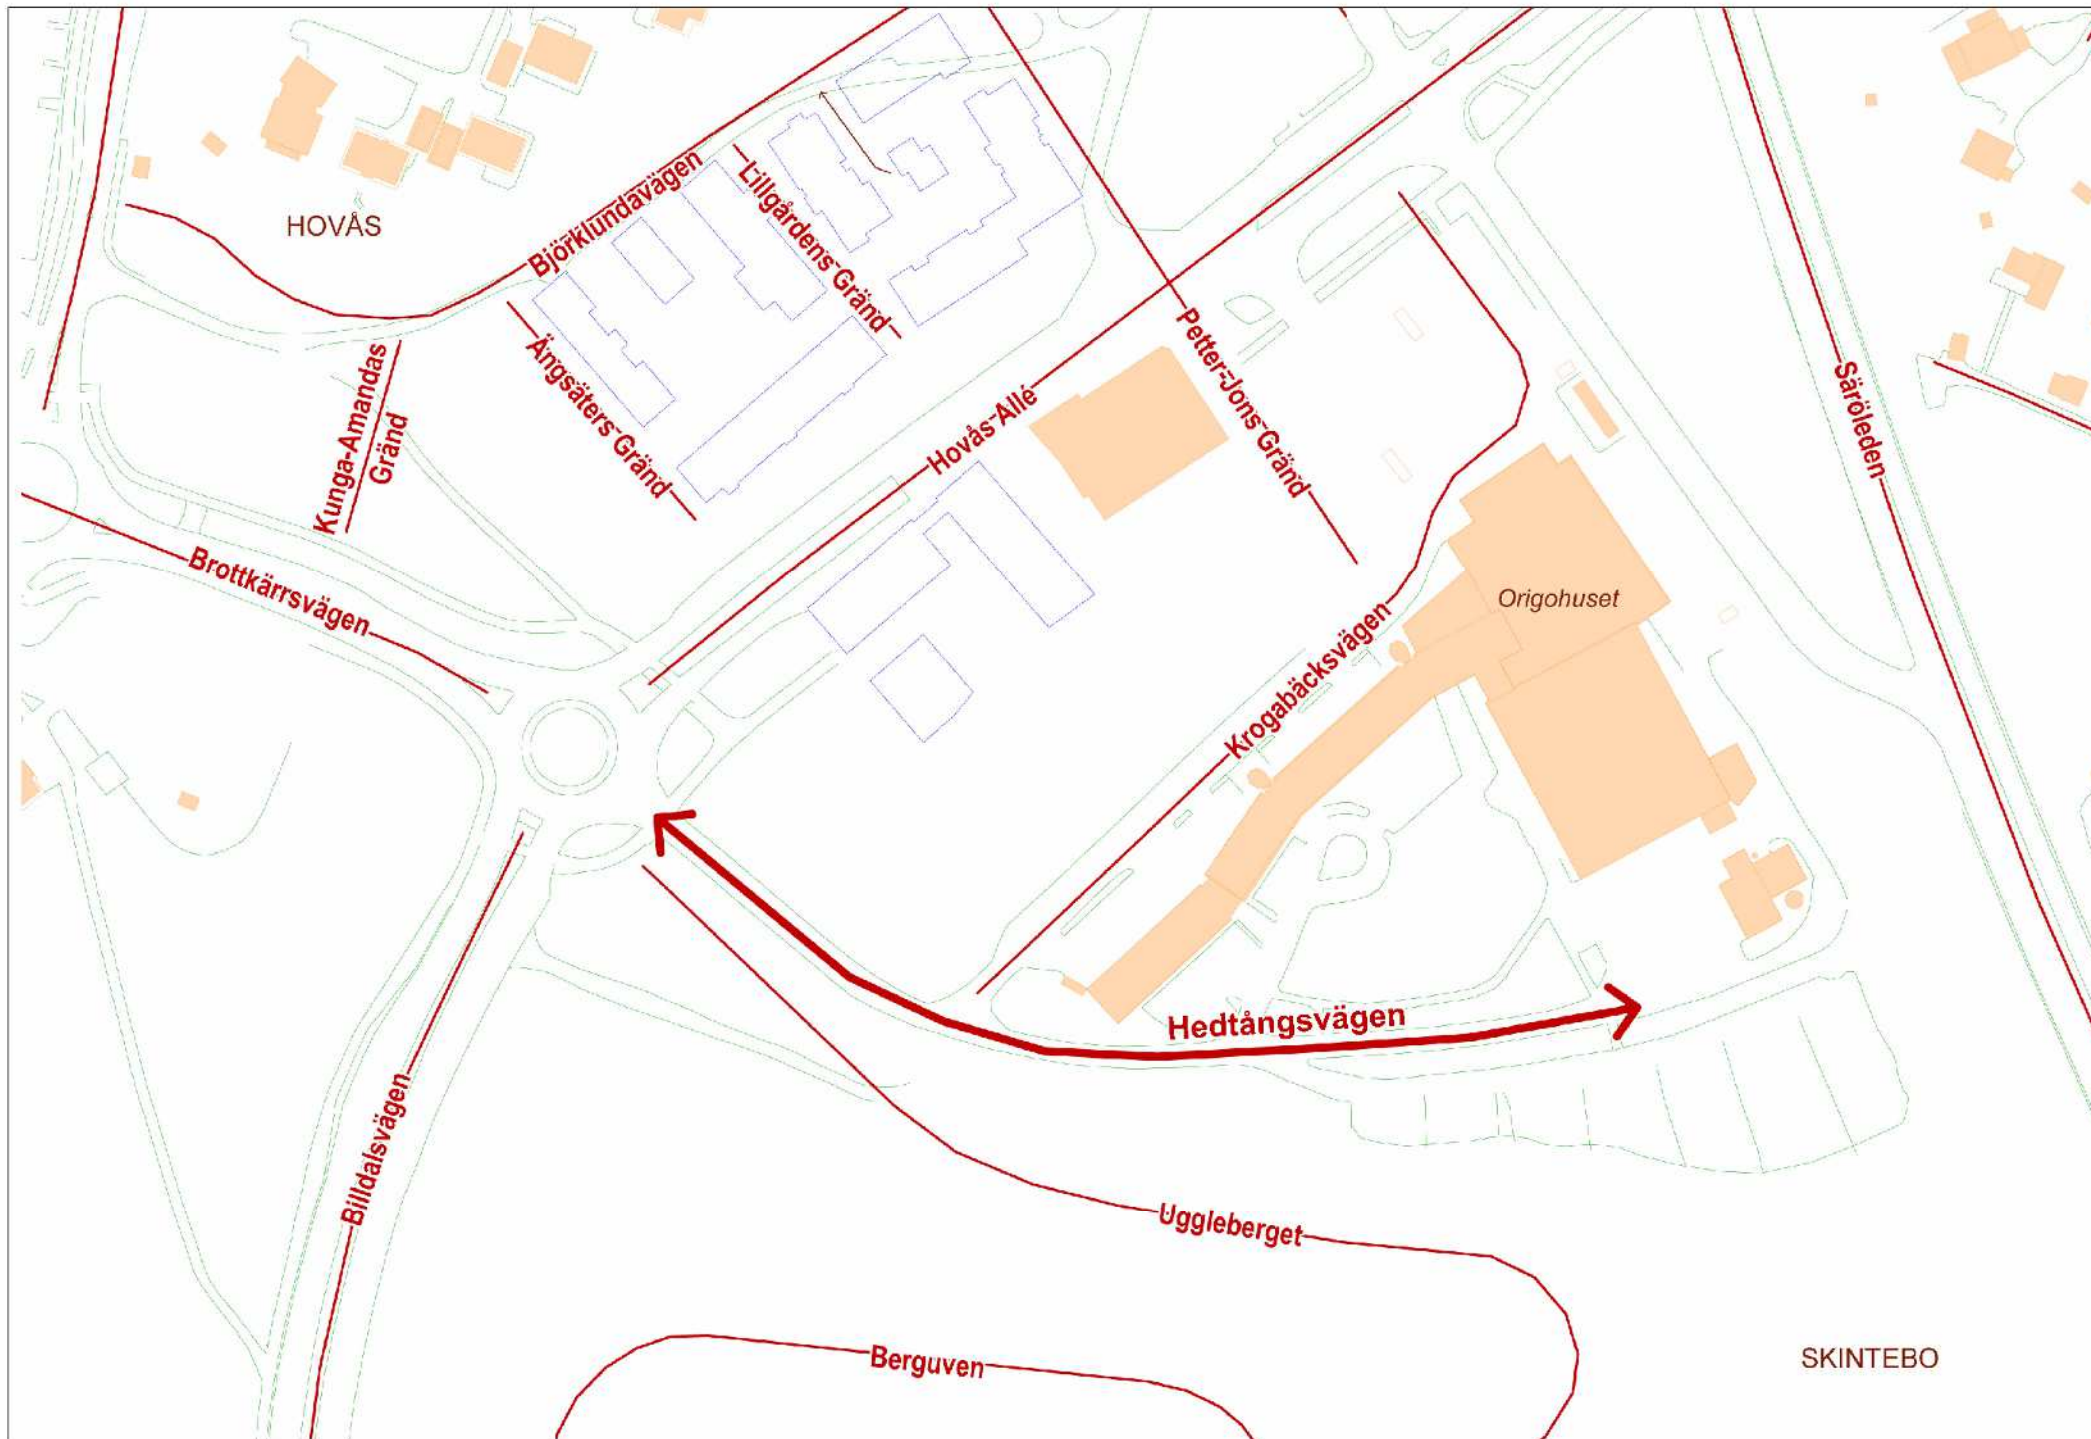 HOVÅS
Björklundavägen
Lillgårdens Gränd
Ängsäters Gränd
Kunga-Amandas
Gränd
Hovås Allé
Petter-Jons Gränd
Säröleden
Brottkärrsvägen
Origohuset
Krogabäcksvägen
Hedtångsvägen
Billdalsvägen
Uggleberget
Berguven
SKINTEBO